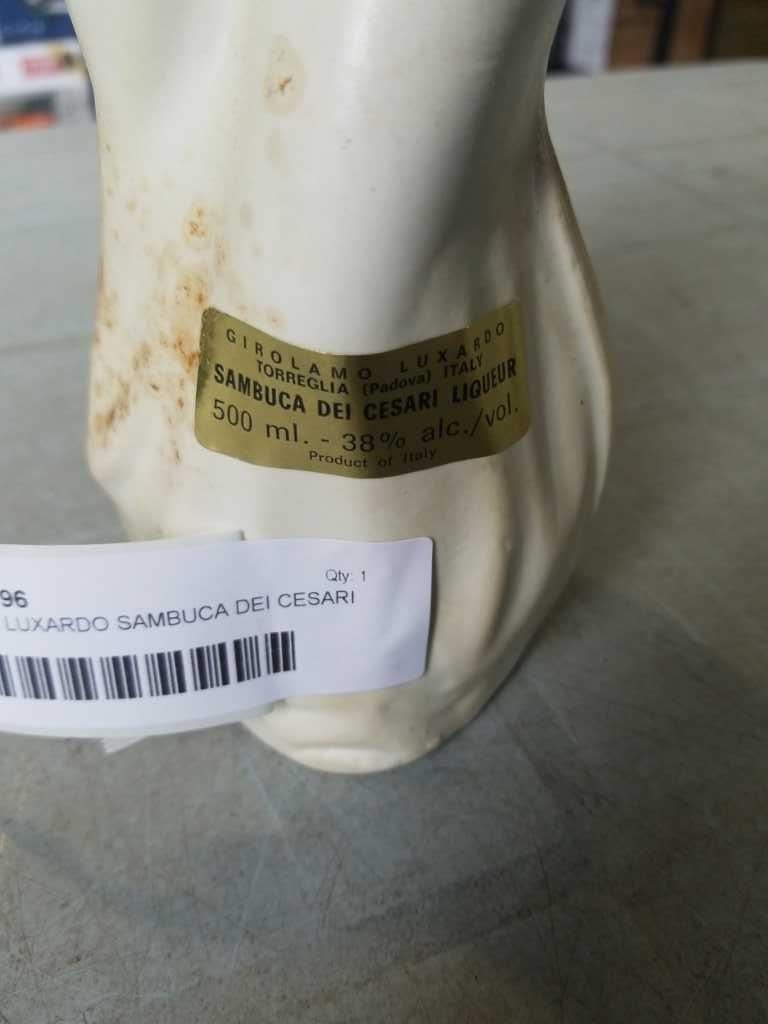 GIROLAMO LUXARDO
TORREGLIA (Padova) ITALY
SAMBUCA DEI CESARI LIQUEUR
500 ml. - 38% alc./vol.
Product of Italy
Qty: 1
96
LUXARDO SAMBUCA DEI CESARI